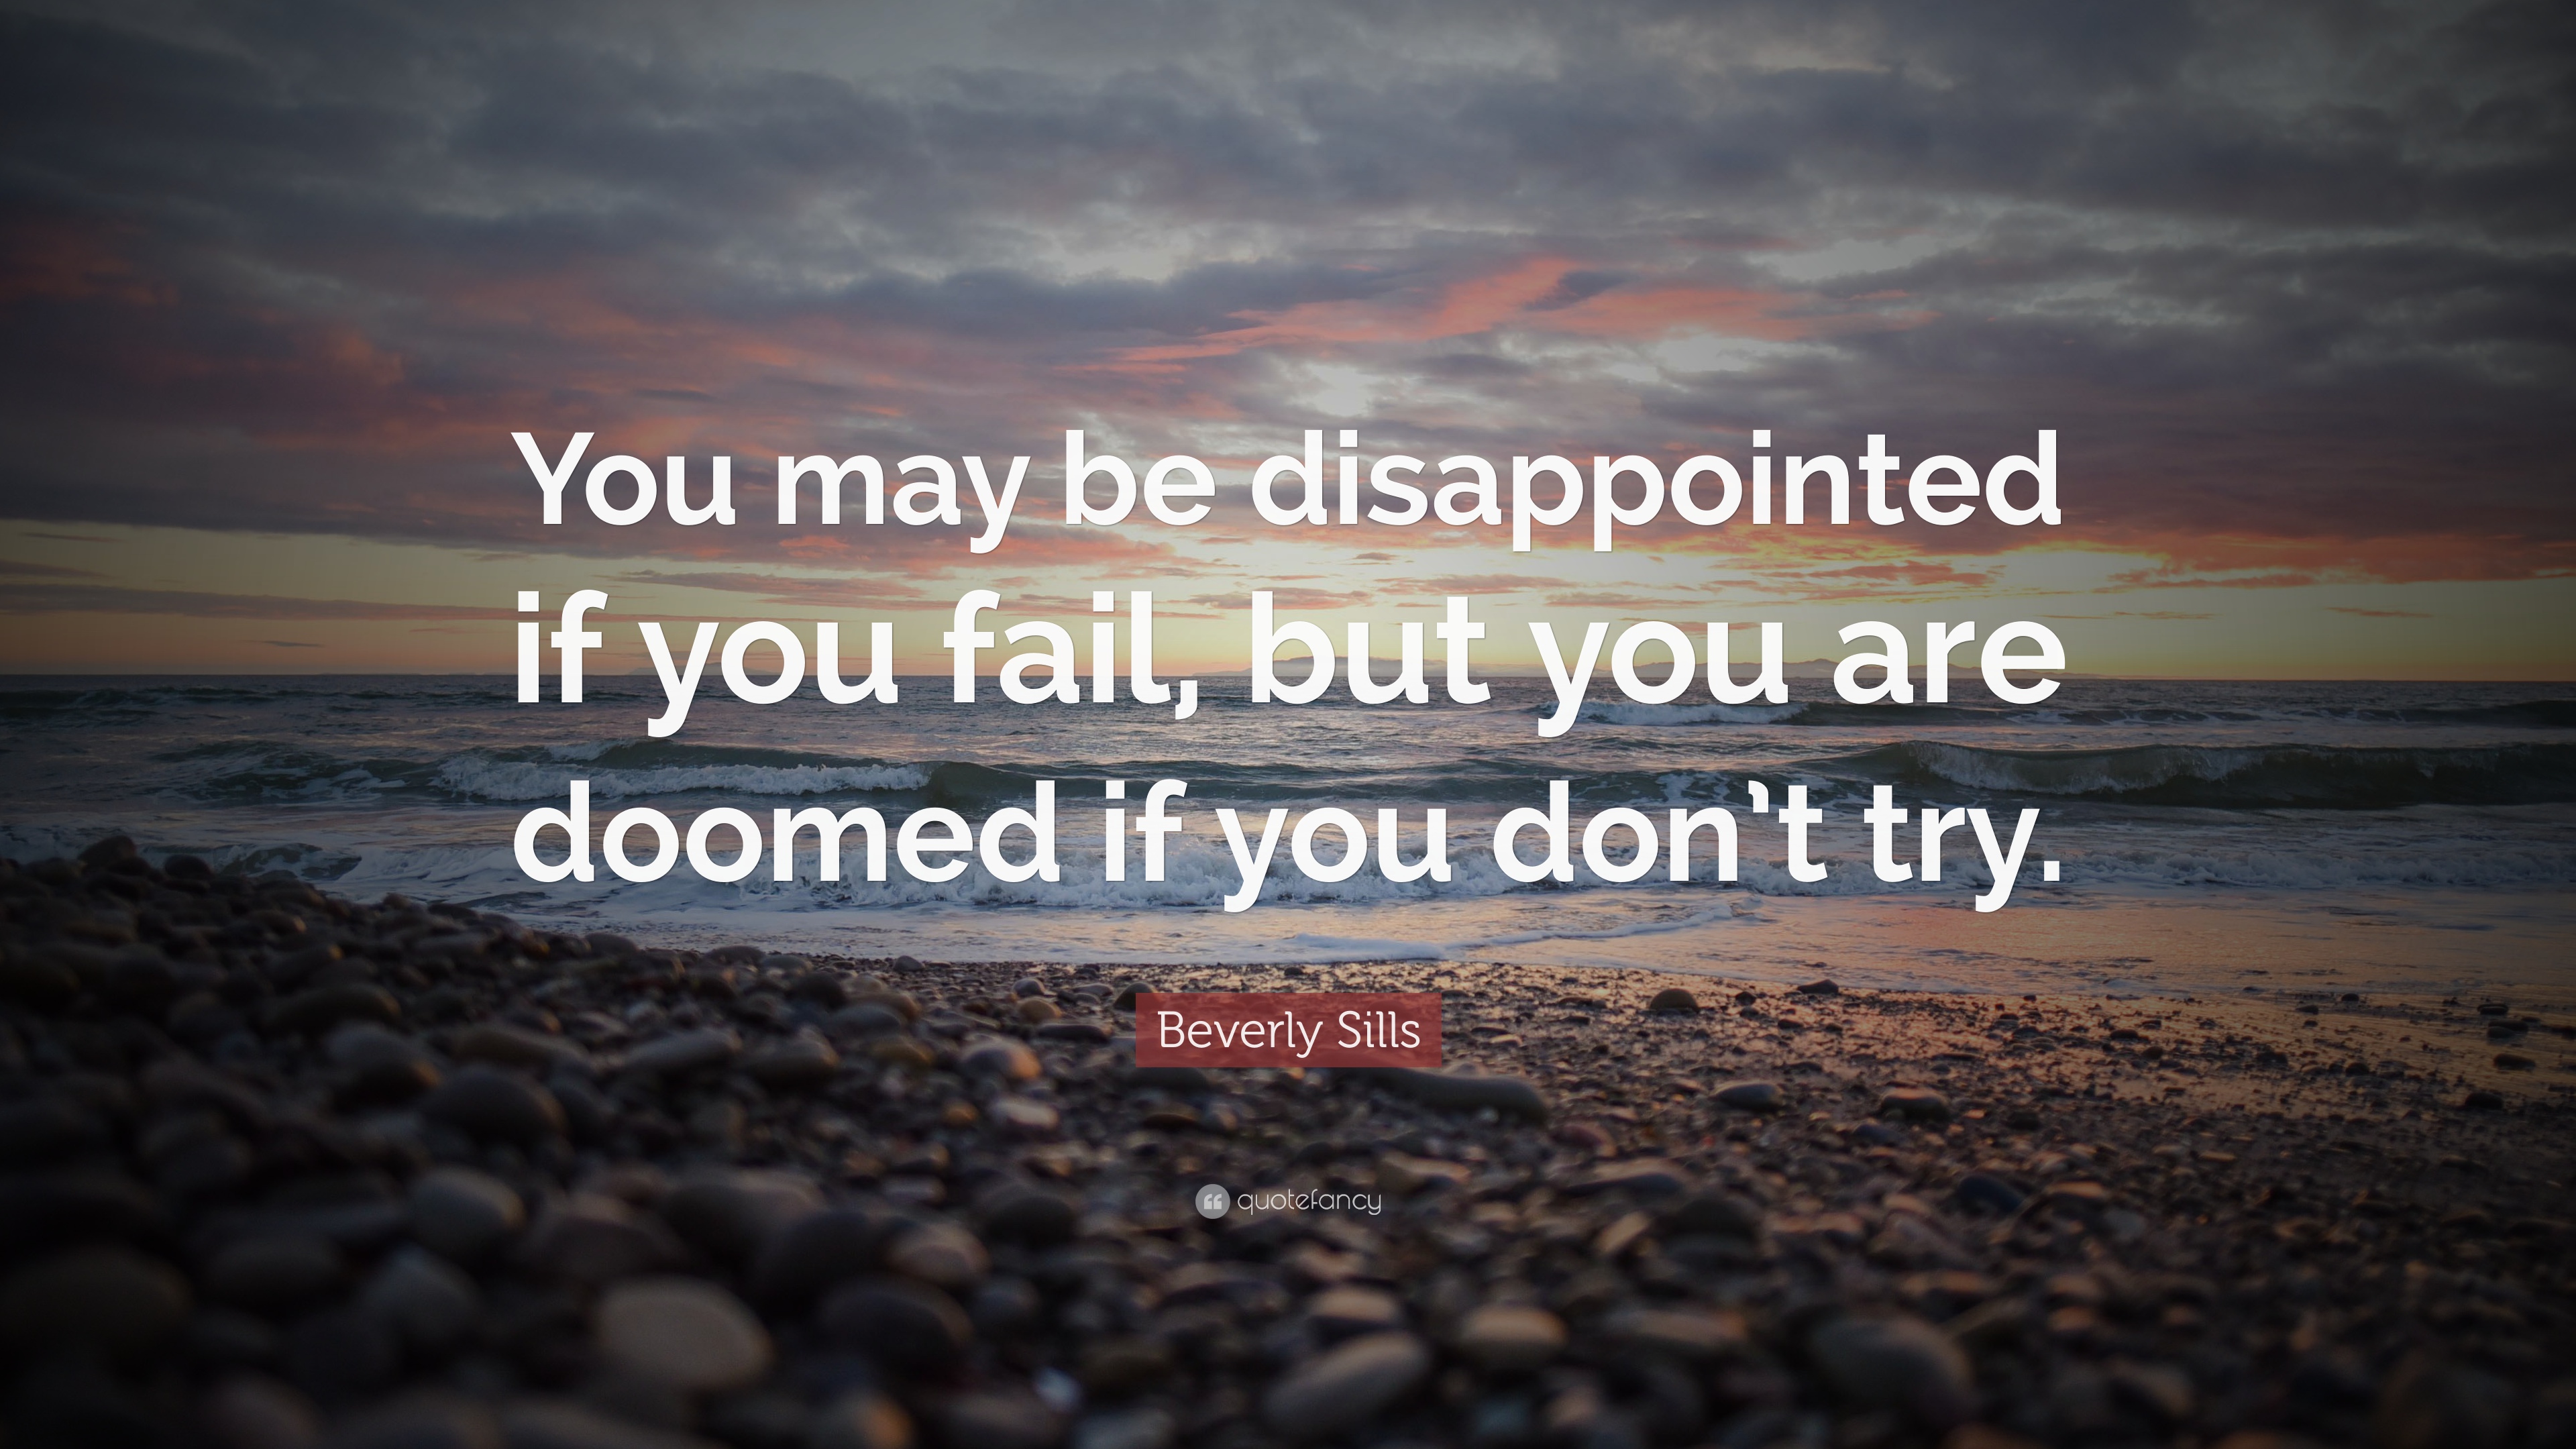 You may be disappointed
if you fail, but you are
doomed if you don’t try.
Beverly Sills
quotefancy